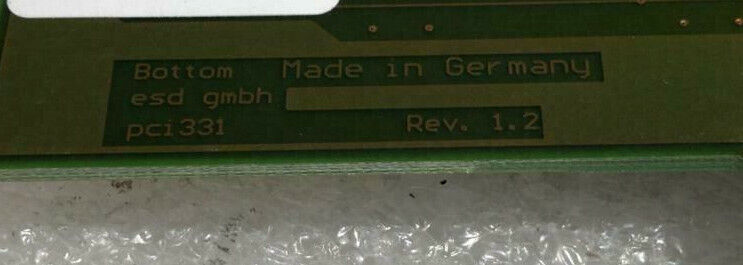 Bottom Made in Germany
esd gmbh
pci331 Rev. 1.2